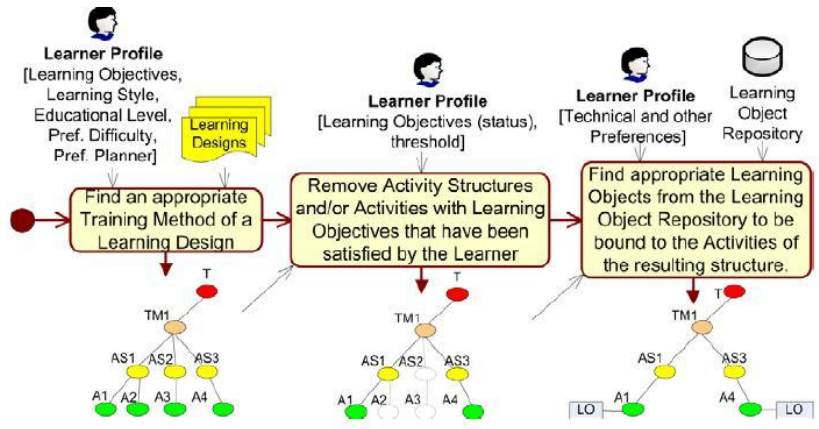 Learner Profile
[Learning Objectives,
Learning Style,
Educational Level,
Pref. Difficulty,
Pref. Planner]
Learning
Designs
Find an appropriate
Training Method of a
Learning Design
T
TM1
AS1 AS2 AS3
A1 A2 A3 A4
Learner Profile
[Learning Objectives (status),
threshold]
Remove Activity Structures
and/or Activities with Learning
Objectives that have been
satisfied by the Learner
T
TM1
AS1 AS2 AS3
A1 A2 A3 A4
Learner Profile
[Technical and other
Preferences]
Learning
Object
Repository
Find appropriate Learning
Objects from the Learning
Object Repository to be
bound to the Activities of
the resulting structure.
T
TM1
AS1 AS3
A1 A4
LO LO